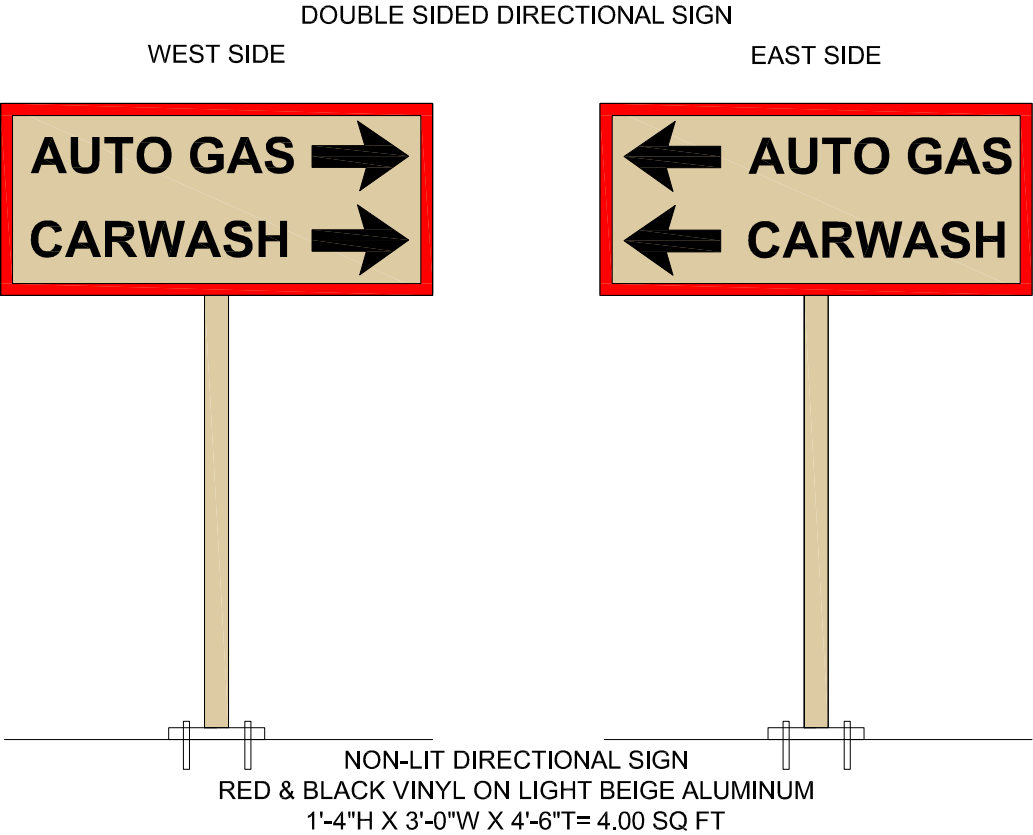 DOUBLE SIDED DIRECTIONAL SIGN
WEST SIDE
AUTO GAS
CARWASH
EAST SIDE
AUTO GAS
CARWASH
NON-LIT DIRECTIONAL SIGN
RED & BLACK VINYL ON LIGHT BEIGE ALUMINUM
1'-4"H X 3'-0"W X 4'-6"T= 4.00 SQ FT